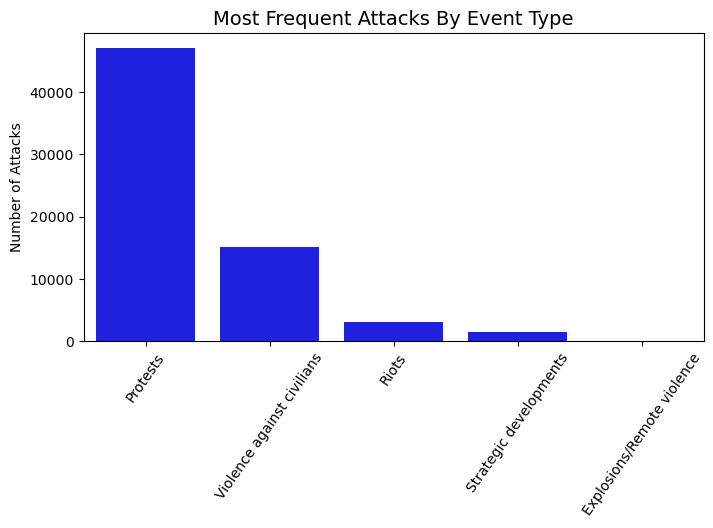 Most Frequent Attacks By Event Type
Number of Attacks
40000
30000
20000
10000
0
Protests
Violence against civilians
Riots
Strategic developments
Explosions/Remote violence